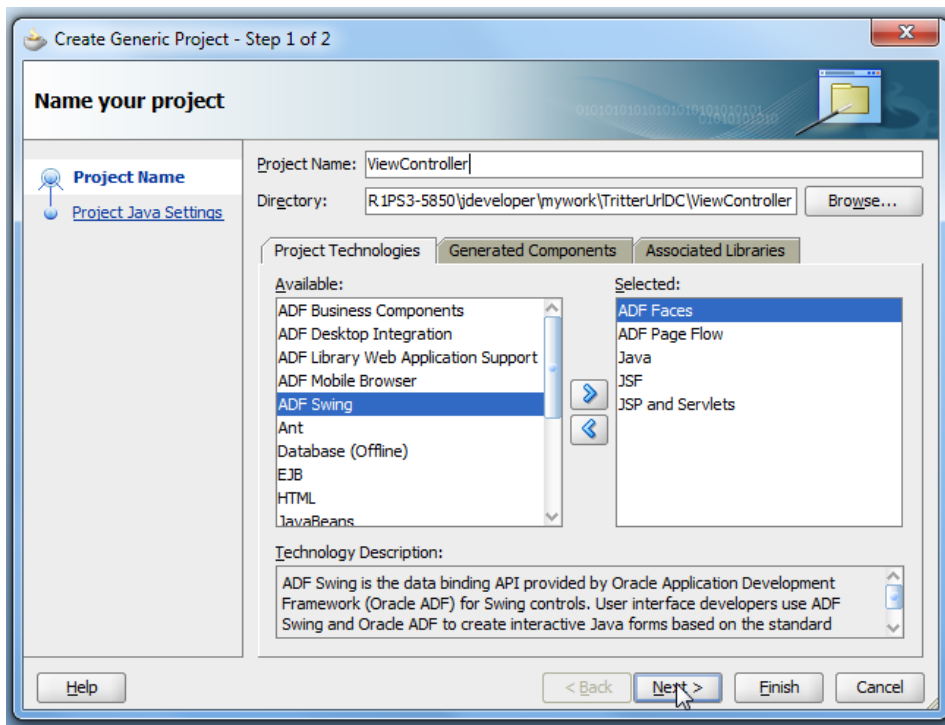 Create Generic Project - Step 1 of 2
Name your project
Project Name
Project Java Settings
Project Name: ViewController
Directory: R1PS3-5850\jdeveloper\mywork\TritterUrlDC\ViewController Browse...
Project Technologies Generated Components Associated Libraries
Available: Selected:
ADF Business Components ADF Faces
ADF Desktop Integration ADF Page Flow
ADF Library Web Application Support Java
ADF Mobile Browser JSF
ADF Swing JSP and Servlets
Ant
Database (Offline)
EJB
HTML
JavaBeans
Technology Description:
ADF Swing is the data binding API provided by Oracle Application Development
Framework (Oracle ADF) for Swing controls. User interface developers use ADF
Swing and Oracle ADF to create interactive Java forms based on the standard
Help < Back Next > Finish Cancel